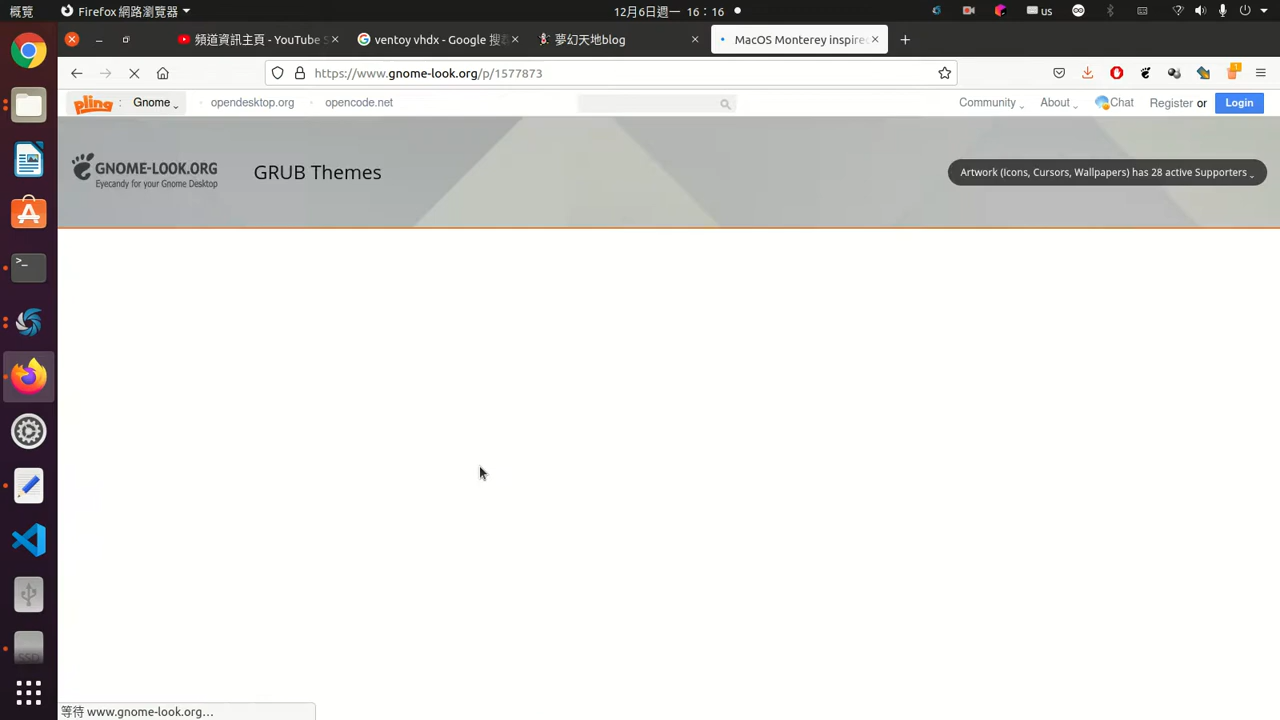 概覽
Firefox 網路瀏覽器
12月6日週一 16：16
us
頻道資訊主頁 - YouTube S
ventoy vhdx - Google 搜尋
夢幻天地blog
MacOS Monterey inspire
https://www.gnome-look.org/p/1577873
1
pling
:
Gnome
opendesktop.org
opencode.net
Community
About
Chat
Register or
Login
GNOME-LOOK.ORG
Eyecandy for your Gnome Desktop
GRUB Themes
Artwork (Icons, Cursors, Wallpapers) has 28 active Supporters
>_
SSD
等待 www.gnome-look.org…